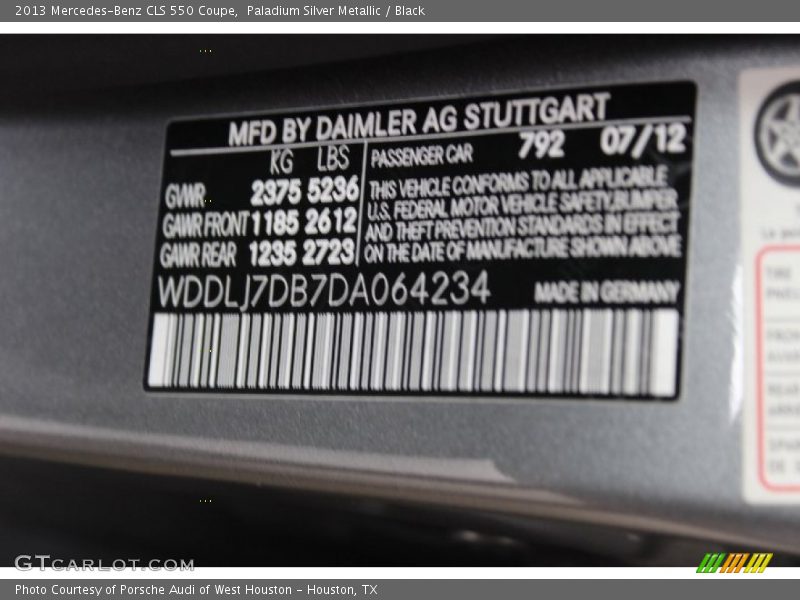 2013 Mercedes-Benz CLS 550 Coupe, Paladium Silver Metallic / Black
MFD BY DAIMLER AG STUTTGART
KG LBS
GVWR 2375 5236
GAWR FRONT 1185 2612
GAWR REAR 1235 2723
PASSENGER CAR 792 07/12
THIS VEHICLE CONFORMS TO ALL APPLICABLE
U.S. FEDERAL MOTOR VEHICLE SAFETY, BUMPER
AND THEFT PREVENTION STANDARDS IN EFFECT
ON THE DATE OF MANUFACTURE SHOWN ABOVE
WDDLJ7DB7DA064234
MADE IN GERMANY
GTCARLOT.COM
Photo Courtesy of Porsche Audi of West Houston - Houston, TX